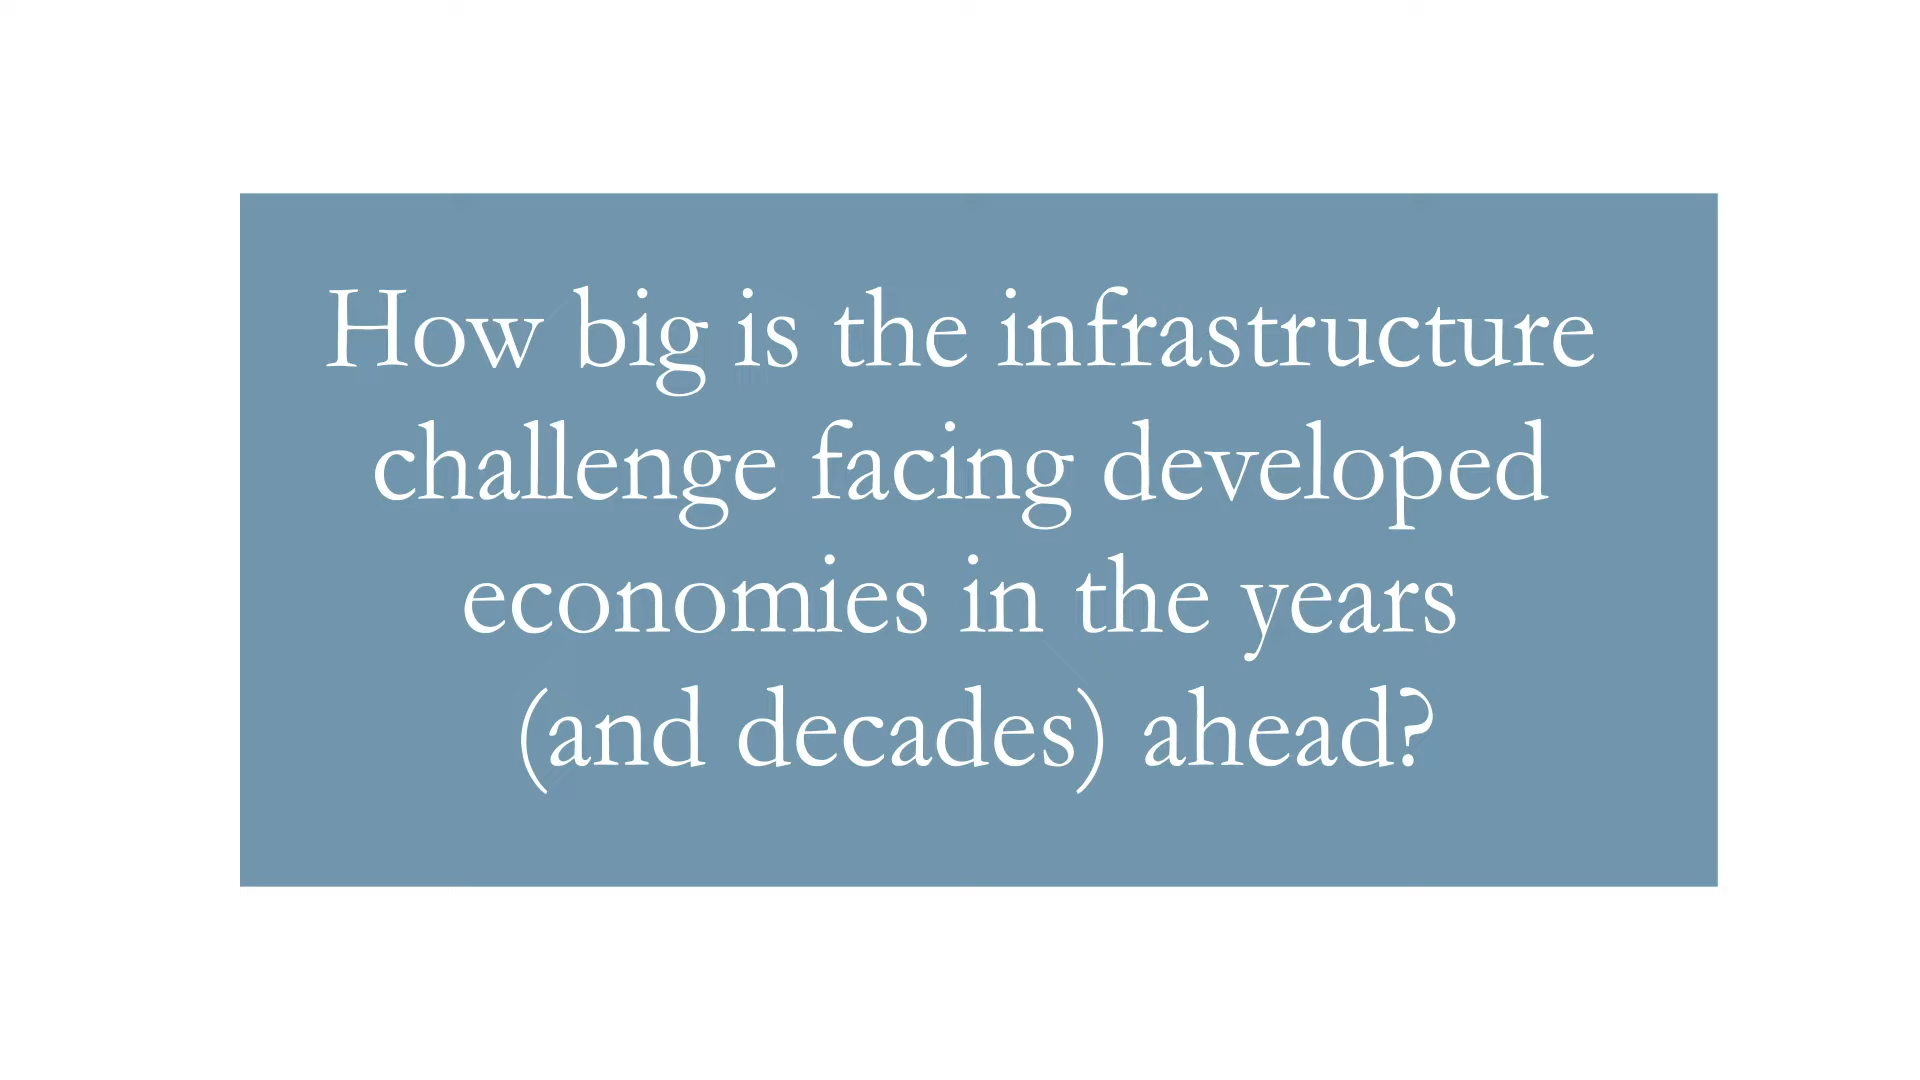 How big is the infrastructure
challenge facing developed
economies in the years
(and decades) ahead?